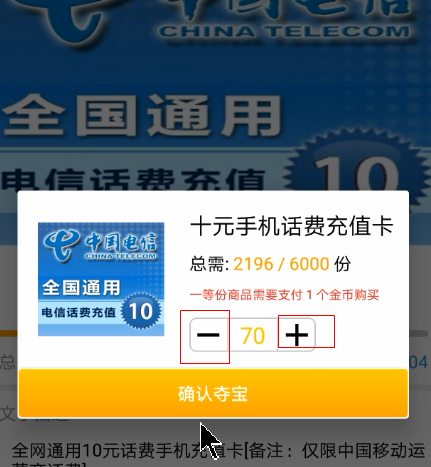 中国电信
CHINA TELECOM
全国通用
电信话费充值 10
中国电信
CHINA TELECOM
全国通用
电信话费充值 10
十元手机话费充值卡
总需: 2196 / 6000 份
一等份商品需要支付 1 个金币购买
— 70 +
总
04
确认夺宝
全网通用10元话费手机充值卡[备注：仅限中国移动运